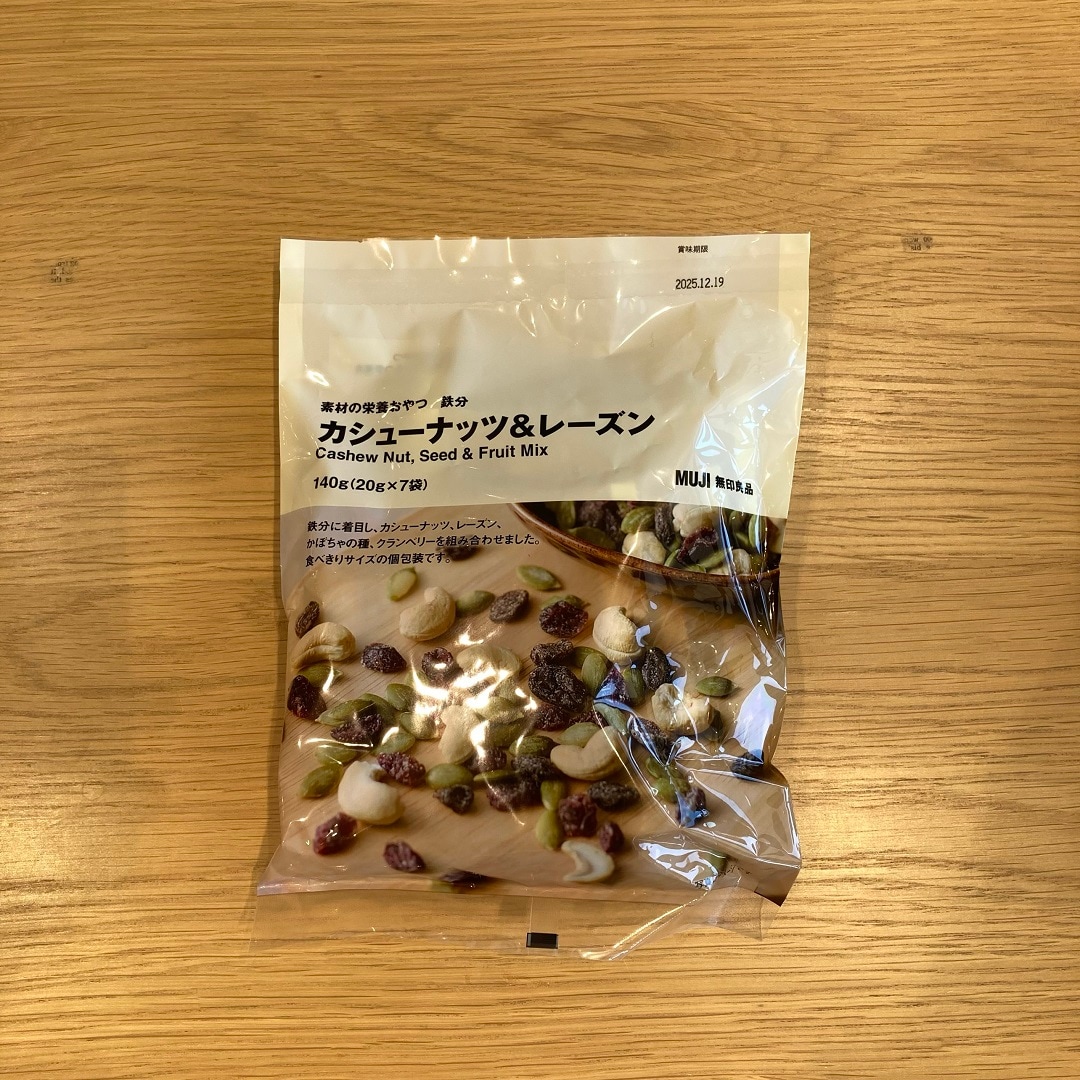 賞味期限
2025.12.19
素材の栄養おやつ 鉄分
カシューナッツ&レーズン
Cashew Nut, Seed & Fruit Mix
140g(20g×7袋)
MUJI 無印良品
鉄分に着目し、カシューナッツ、レーズン、
かぼちゃの種、クランベリーを組み合わせました。
食べきりサイズの個包装です。